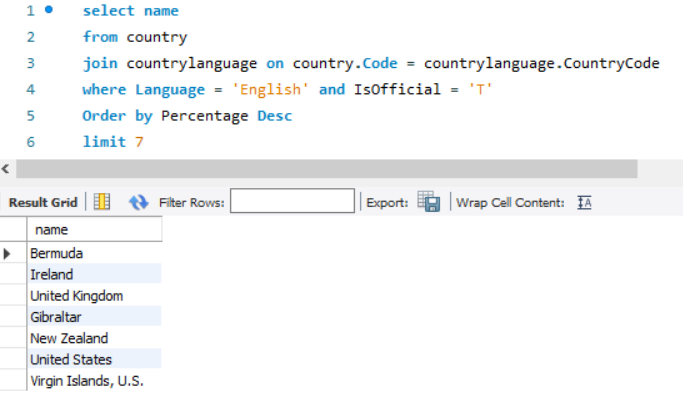 1 select name
2 from country
3 join countrylanguage on country.Code = countrylanguage.CountryCode
4 where Language = 'English' and IsOfficial = 'T'
5 Order by Percentage Desc
6 limit 7
Result Grid Filter Rows: Export: Wrap Cell Content: IA
name
Bermuda
Ireland
United Kingdom
Gibraltar
New Zealand
United States
Virgin Islands, U.S.